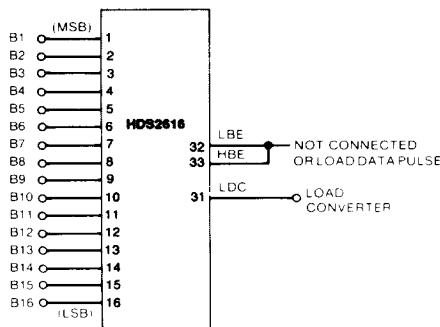 (MSB)
B1 1
B2 2
B3 3
B4 4
B5 5
B6 6
HDS2616
B7 7
B8 8
B9 9
B10 10
B11 11
B12 12
B13 13
B14 14
B15 15
B16 16
(LSB)
32 LBE
33 HBE
NOT CONNECTED
OR LOAD DATA PULSE
31 LDC
LOAD
CONVERTER